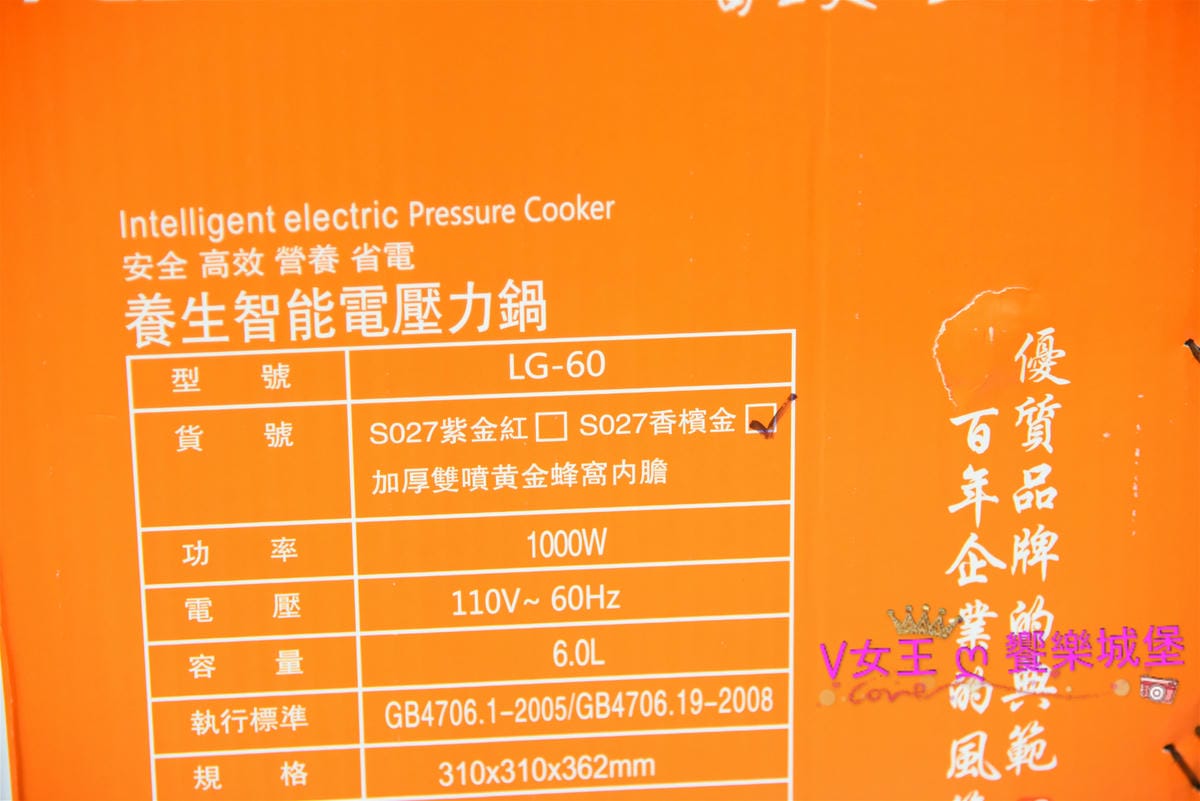 Intelligent electric Pressure Cooker
安全 高效 營養 省電
養生智能電壓力鍋
型號 LG-60
貨號 S027紫金紅□ S027香檳金☑
加厚雙噴黃金蜂窩內膽
功率 1000W
電壓 110V~ 60Hz
容量 6.0L
執行標準 GB4706.1-2005/GB4706.19-2008
規格 310x310x362mm
優質品牌的典範
百年企業的風
V女王 饗樂城堡